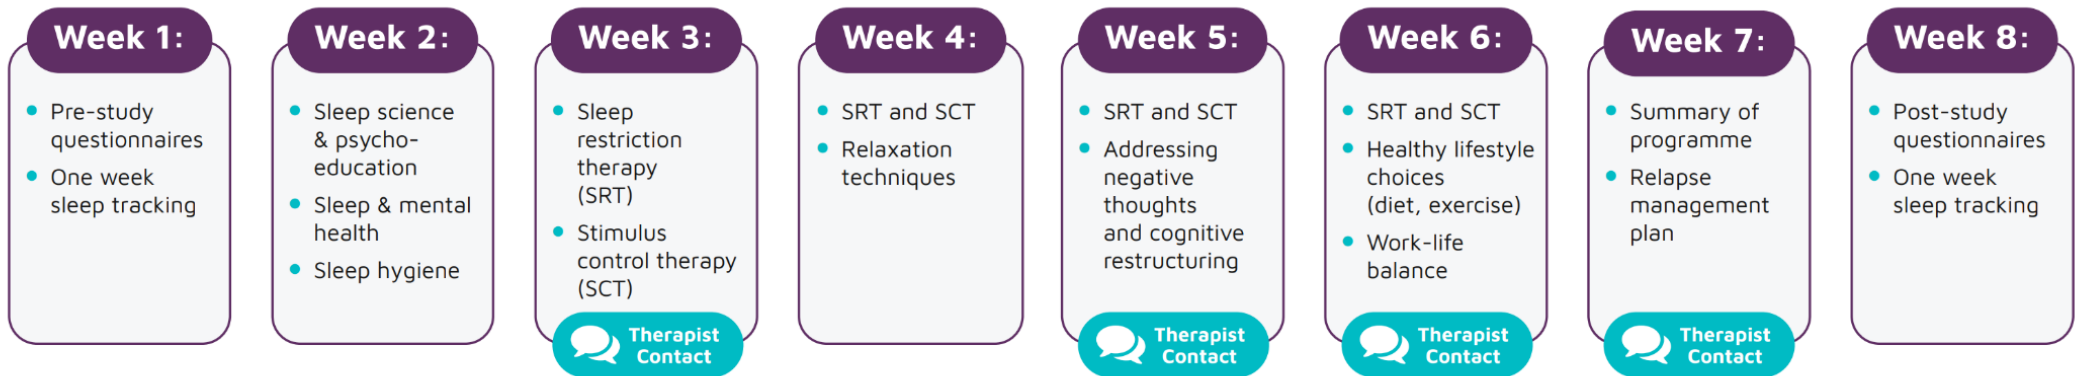 Week 1:
Pre-study
questionnaires
One week
sleep tracking
Week 2:
Sleep science
& psycho-
education
Sleep & mental
health
Sleep hygiene
Week 3:
Sleep
restriction
therapy
(SRT)
Stimulus
control therapy
(SCT)
Therapist
Contact
Week 4:
SRT and SCT
Relaxation
techniques
Week 5:
SRT and SCT
Addressing
negative
thoughts
and cognitive
restructuring
Therapist
Contact
Week 6:
SRT and SCT
Healthy lifestyle
choices
(diet, exercise)
Work-life
balance
Therapist
Contact
Week 7:
Summary of
programme
Relapse
management
plan
Therapist
Contact
Week 8:
Post-study
questionnaires
One week
sleep tracking